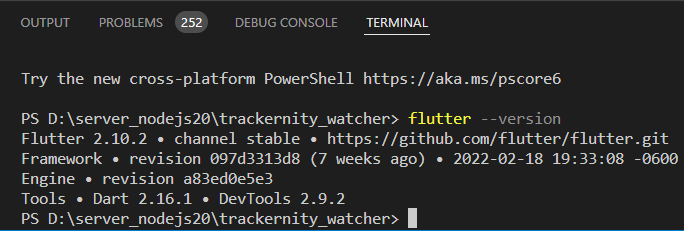 OUTPUT PROBLEMS 252 DEBUG CONSOLE TERMINAL
Try the new cross-platform PowerShell https://aka.ms/pscore6
PS D:\server_nodejs20\trackernity_watcher> flutter --version
Flutter 2.10.2 • channel stable • https://github.com/flutter/flutter.git
Framework • revision 097d3313d8 (7 weeks ago) • 2022-02-18 19:33:08 -0600
Engine • revision a83ed0e5e3
Tools • Dart 2.16.1 • DevTools 2.9.2
PS D:\server_nodejs20\trackernity_watcher>